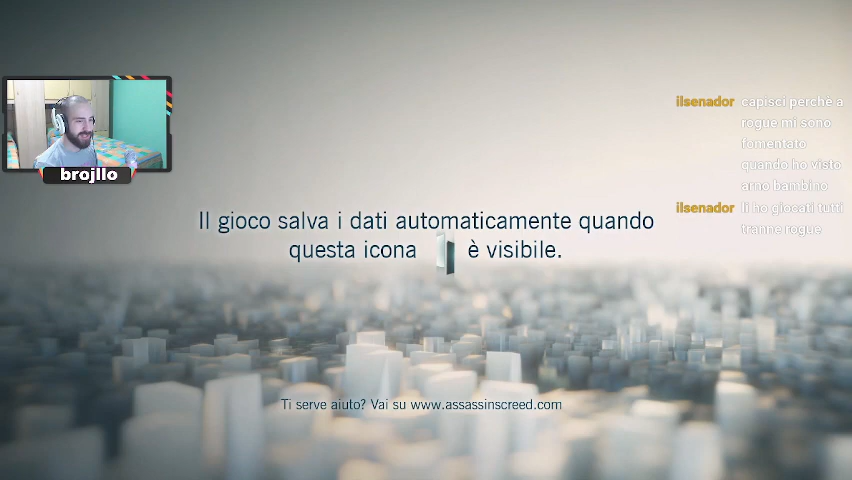 ilsenador capisci perchè a
rogue mi sono
fomentato
quando ho visto
arno bambino
ilsenador li ho giocati tutti
tranne rogue
brojllo
Il gioco salva i dati automaticamente quando
questa icona è visibile.
Ti serve aiuto? Vai su www.assassinscreed.com